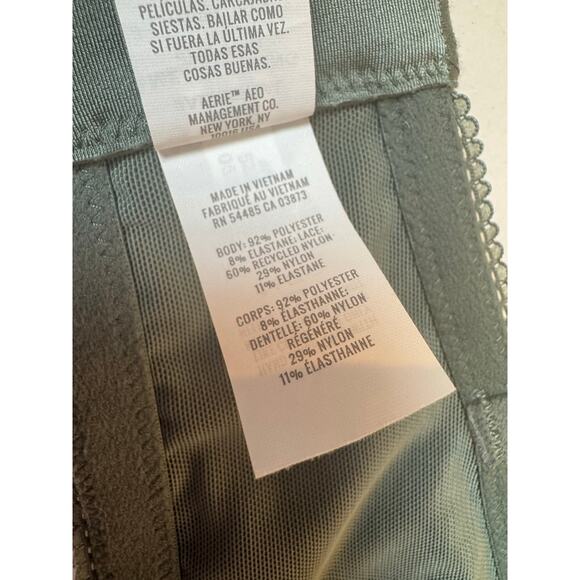 PELÍCULAS. CARCAJADAS
SIESTAS. BAILAR COMO
SI FUERA LA ÚLTIMA VEZ.
TODAS ESAS
COSAS BUENAS.
AERIE™ AEO
MANAGEMENT CO.
NEW YORK, NY
10016 USA
MADE IN VIETNAM
FABRIQUÉ AU VIETNAM
RN 54485 CA 03873
BODY: 92% POLYESTER
8% ELASTANE; LACE:
60% RECYCLED NYLON
29% NYLON
11% ELASTANE
CORPS: 92% POLYESTER
8% ÉLASTHANNE;
DENTELLE: 60% NYLON
RÉGÉNÉRÉ
29% NYLON
11% ÉLASTHANNE